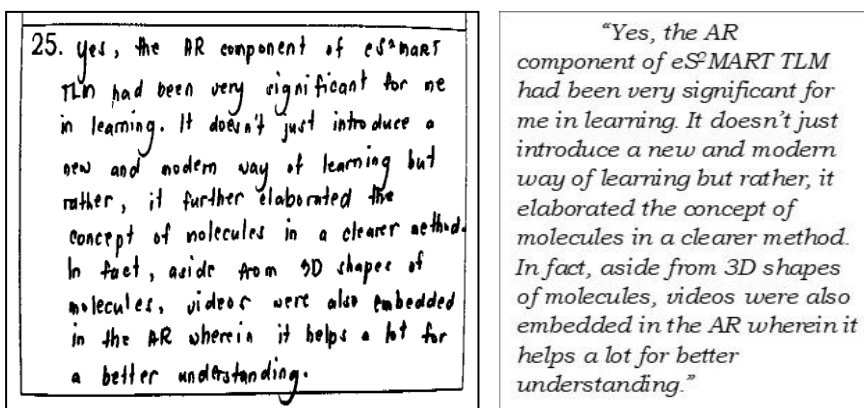 25. Yes, the AR component of eS²MART
TLM had been very significant for me
in learning. It doesn't just introduce a
new and modern way of learning but
rather, it further elaborated the
concept of molecules in a clearer method.
In fact, aside from 3D shapes of
molecules, videos were also embedded
in the AR wherein it helps a lot for
a better understanding.
"Yes, the AR
component of eS²MART TLM
had been very significant for
me in learning. It doesn't just
introduce a new and modern
way of learning but rather, it
elaborated the concept of
molecules in a clearer method.
In fact, aside from 3D shapes
of molecules, videos were also
embedded in the AR wherein it
helps a lot for better
understanding."